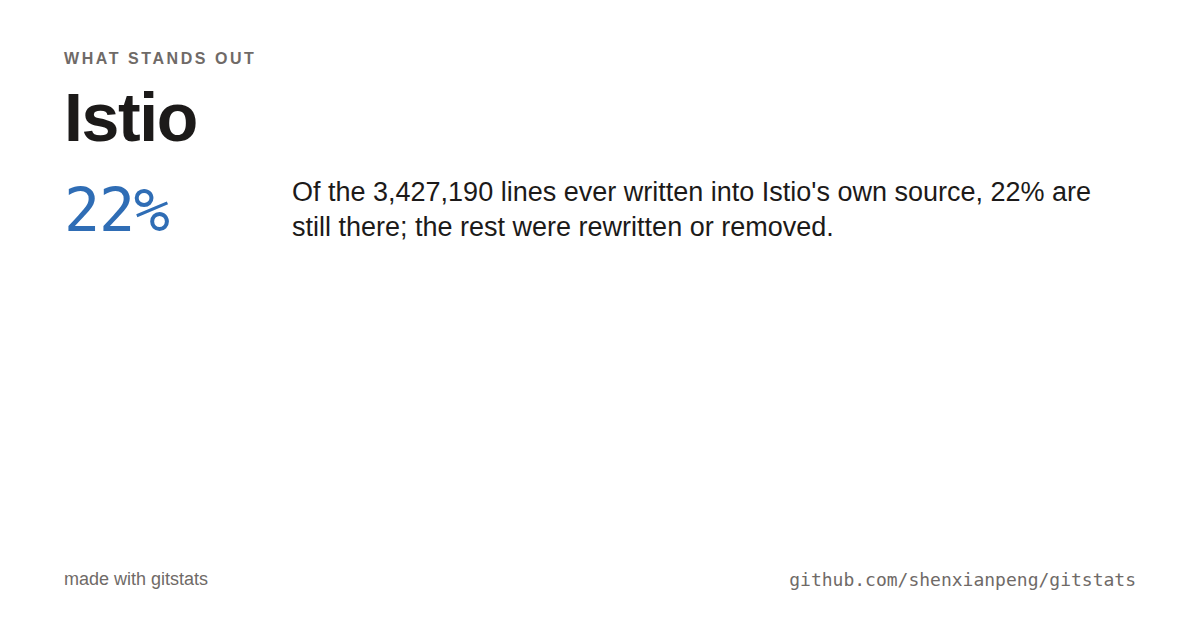 WHAT STANDS OUT
Istio
22%
Of the 3,427,190 lines ever written into Istio's own source, 22% are
still there; the rest were rewritten or removed.
made with gitstats
github.com/shenxianpeng/gitstats